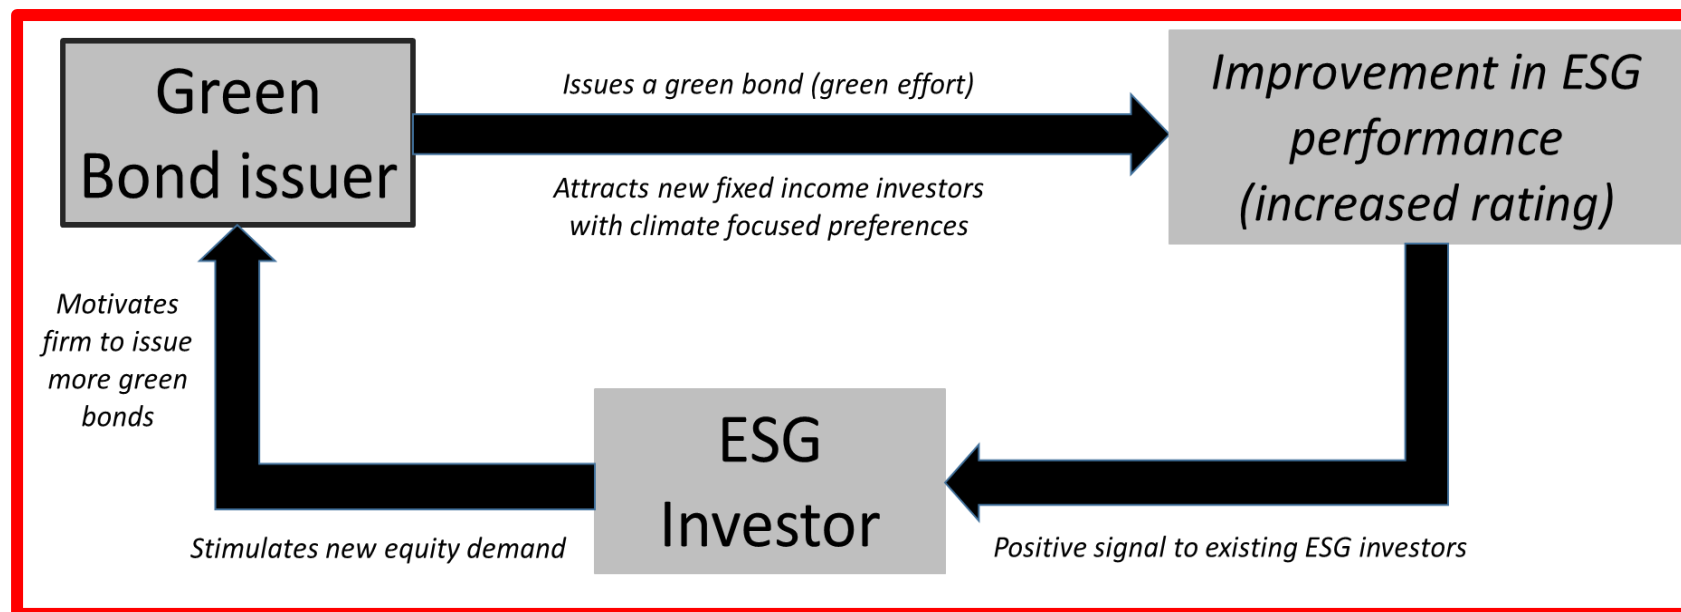 Green
Bond issuer
Issues a green bond (green effort)
Attracts new fixed income investors
with climate focused preferences
Improvement in ESG
performance
(increased rating)
Positive signal to existing ESG investors
ESG
Investor
Stimulates new equity demand
Motivates
firm to issue
more green
bonds